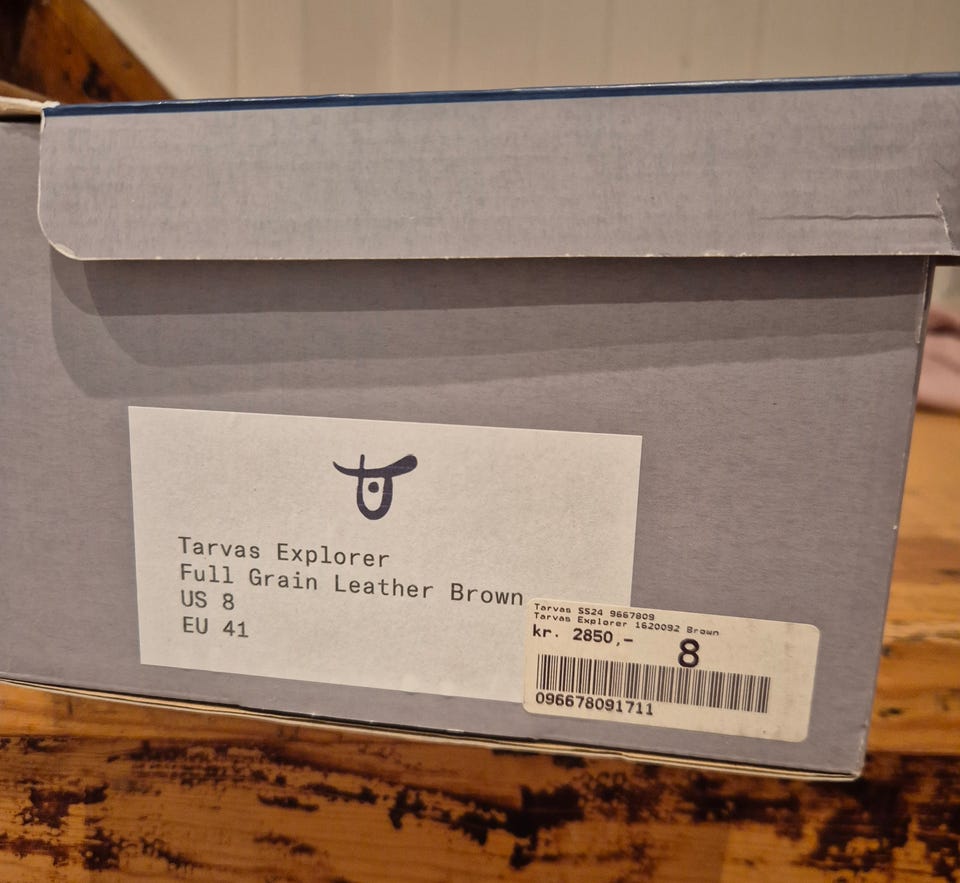 Tarvas Explorer
Full Grain Leather Brown
US 8
EU 41
Tarvas SS24 9667809
Tarvas Explorer 1620092 Brown
kr. 2850,-
8
096678091711